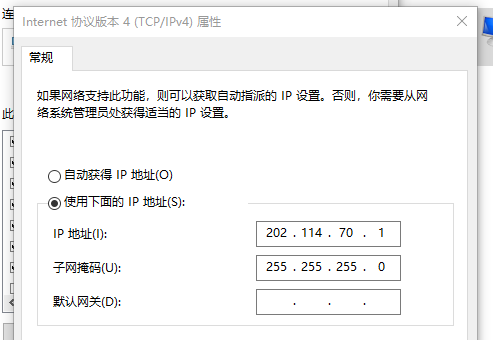 连
Internet 协议版本 4 (TCP/IPv4) 属性
常规
如果网络支持此功能，则可以获取自动指派的 IP 设置。否则，你需要从网
络系统管理员处获得适当的 IP 设置。
此
自动获得 IP 地址(O)
使用下面的 IP 地址(S):
IP 地址(I): 202 . 114 . 70 . 1
子网掩码(U): 255 . 255 . 255 . 0
默认网关(D): . . .